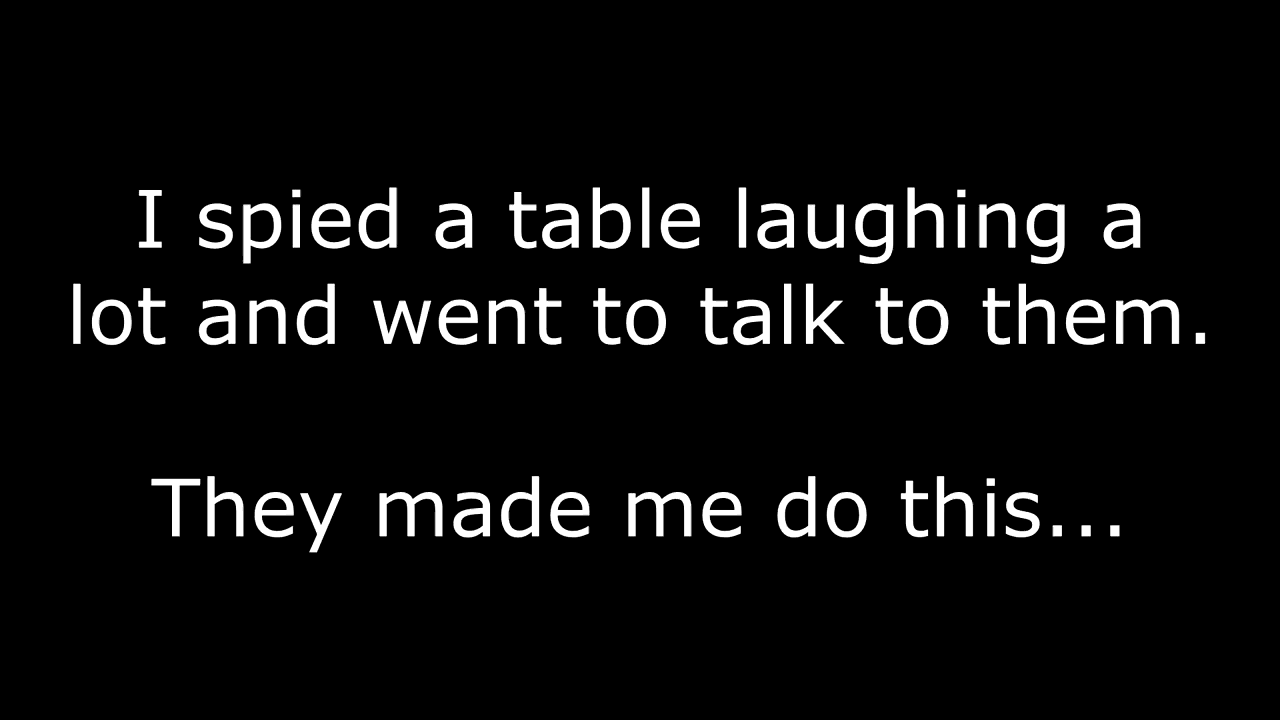 I spied a table laughing a
lot and went to talk to them.
They made me do this...